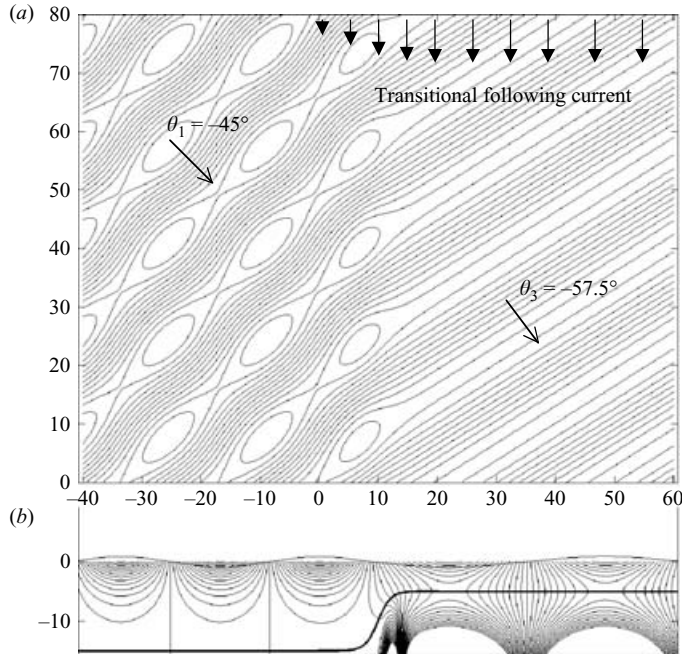 (a)
80
70
60
50
40
30
20
10
0
Transitional following current
θ1 = –45°
θ3 = –57.5°
–40 –30 –20 –10 0 10 20 30 40 50 60
(b)
0
–10